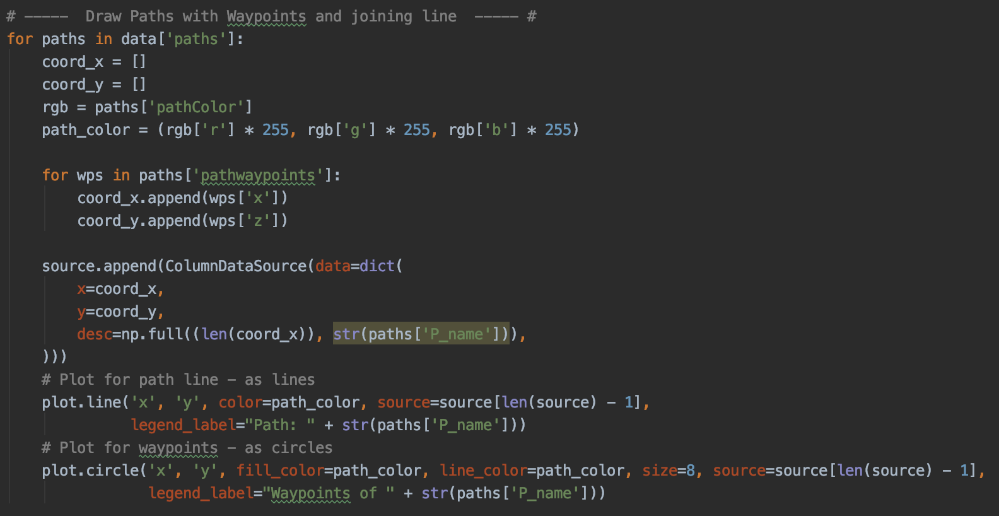 # -----  Draw Paths with Waypoints and joining line  ----- #
for paths in data['paths']:
    coord_x = []
    coord_y = []
    rgb = paths['pathColor']
    path_color = (rgb['r'] * 255, rgb['g'] * 255, rgb['b'] * 255)

    for wps in paths['pathwaypoints']:
        coord_x.append(wps['x'])
        coord_y.append(wps['z'])

    source.append(ColumnDataSource(data=dict(
        x=coord_x,
        y=coord_y,
        desc=np.full((len(coord_x)), str(paths['P_name'])),
    )))
    # Plot for path line - as lines
    plot.line('x', 'y', color=path_color, source=source[len(source) - 1],
              legend_label="Path: " + str(paths['P_name']))
    # Plot for waypoints - as circles
    plot.circle('x', 'y', fill_color=path_color, line_color=path_color, size=8, source=source[len(source) - 1],
                legend_label="Waypoints of " + str(paths['P_name']))